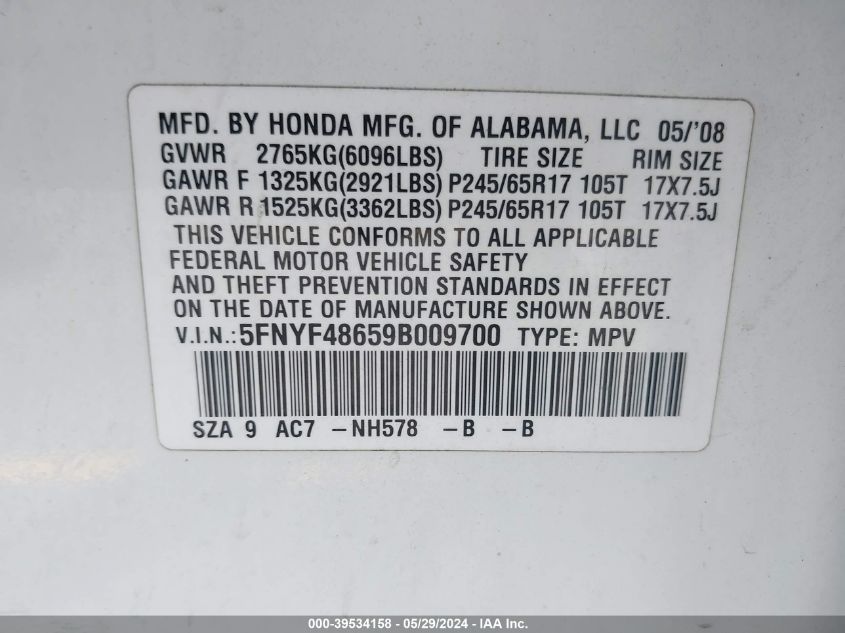 MFD. BY HONDA MFG. OF ALABAMA, LLC 05/'08
GVWR 2765KG(6096LBS) TIRE SIZE RIM SIZE
GAWR F 1325KG(2921LBS) P245/65R17 105T 17X7.5J
GAWR R 1525KG(3362LBS) P245/65R17 105T 17X7.5J
THIS VEHICLE CONFORMS TO ALL APPLICABLE
FEDERAL MOTOR VEHICLE SAFETY
AND THEFT PREVENTION STANDARDS IN EFFECT
ON THE DATE OF MANUFACTURE SHOWN ABOVE.
V.I.N.:5FNYF48659B009700 TYPE: MPV
SZA 9 AC7 -NH578 -B -B
000-39534158 - 05/29/2024 - IAAI.com